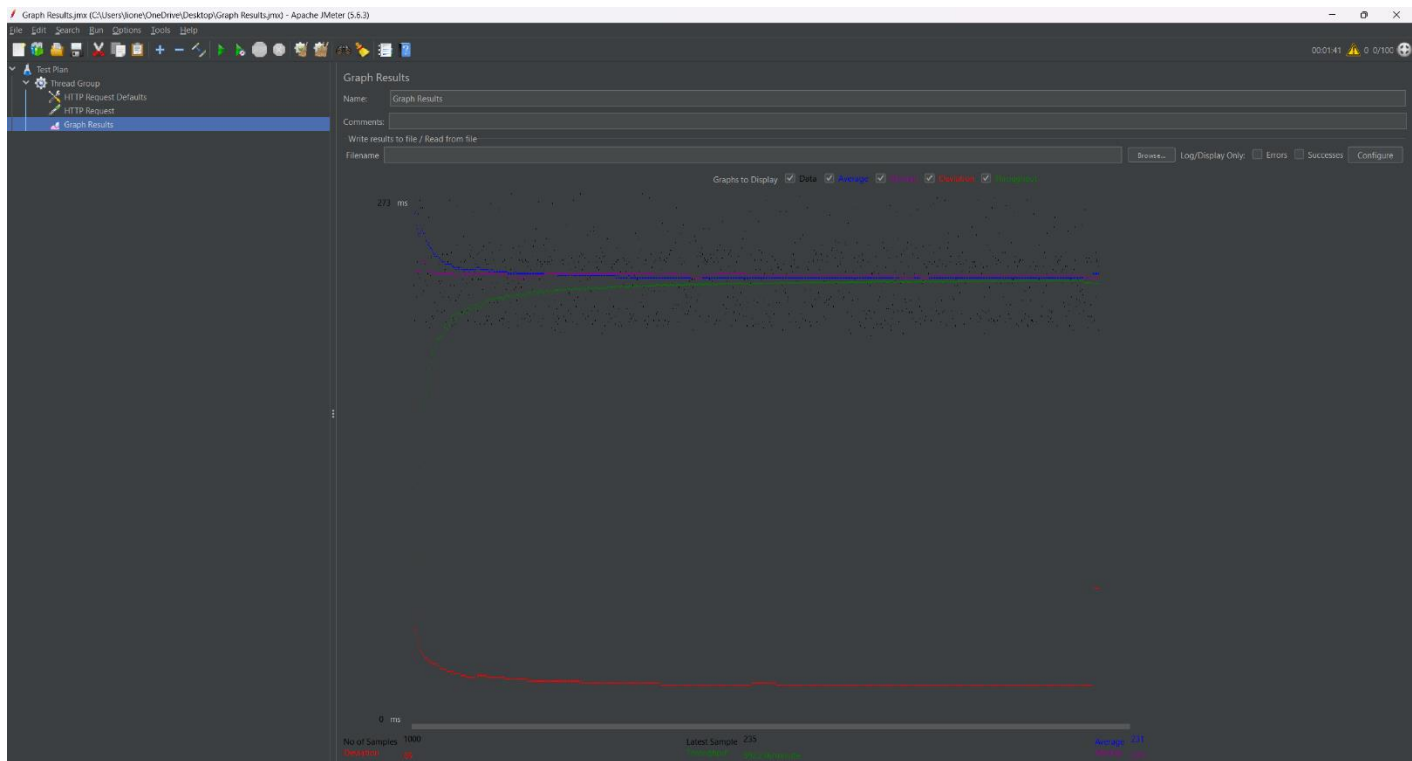 Graph Results.jmx (C:\Users\lione\OneDrive\Desktop\Graph Results.jmx) - Apache JMeter (5.6.3)
File Edit Search Run Options Tools Help
00:01:41 0 0/100
Test Plan
Thread Group
HTTP Request Defaults
HTTP Request
Graph Results
Graph Results
Name: Graph Results
Comments:
Write results to file / Read from file
Filename Browse... Log/Display Only: Errors Successes Configure
Graphs to Display Data Average Deviation
273 ms
0 ms
No of Samples 1000 Latest Sample 235 Average 231
Deviation